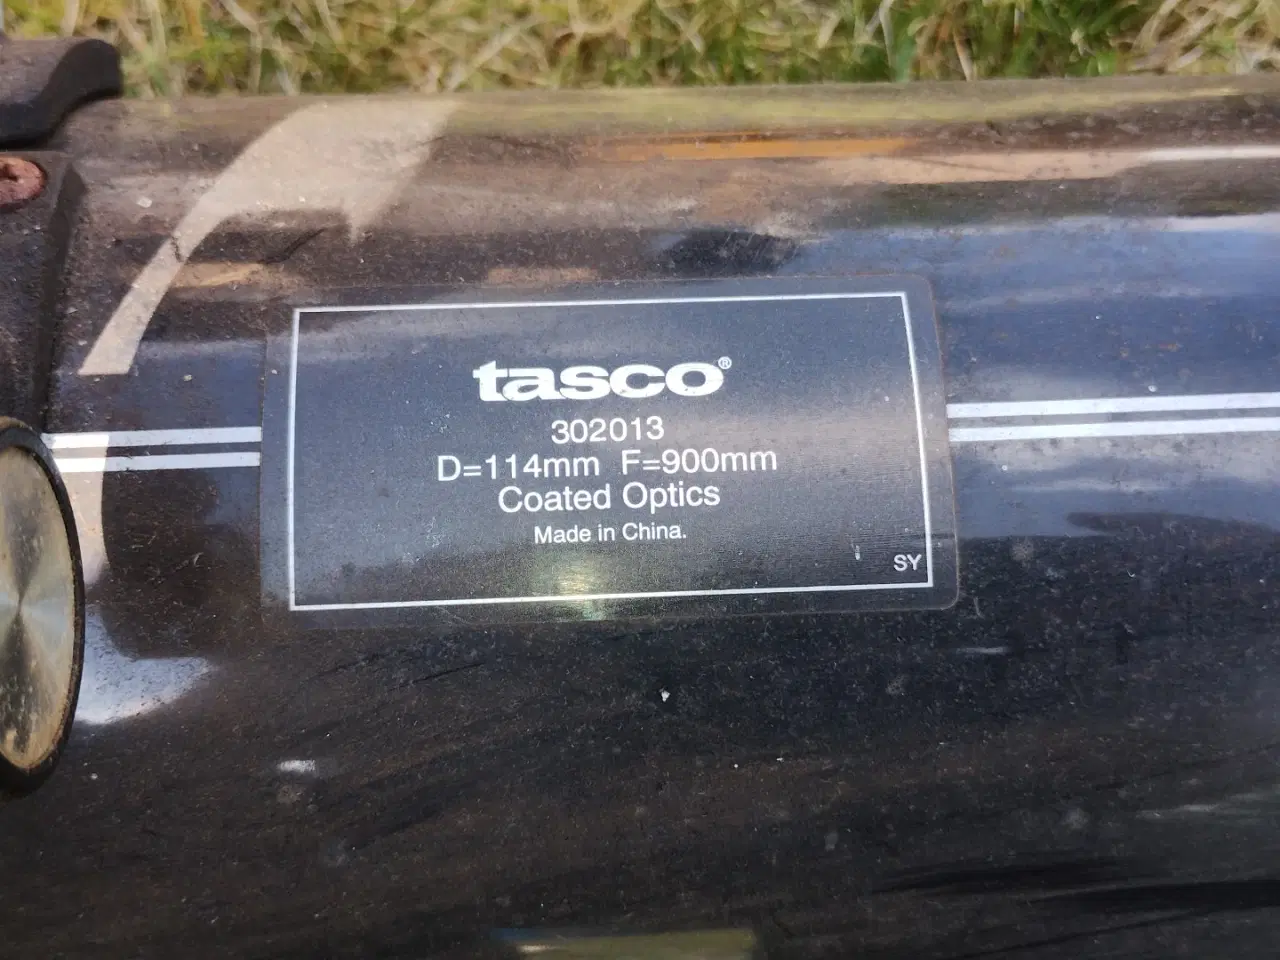 tasco®
302013
D=114mm F=900mm
Coated Optics
Made in China.
SY